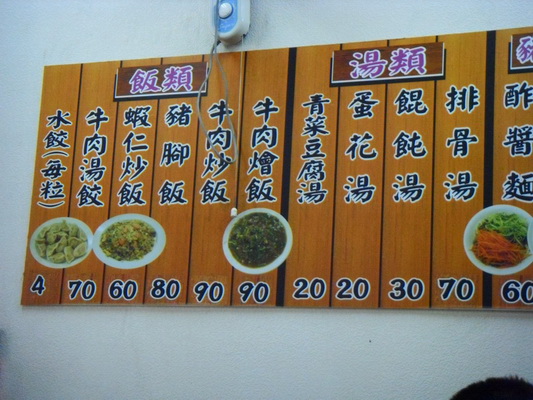 飯類
水餃(每粒)
4
牛肉湯餃
70
蝦仁炒飯
60
豬腳飯
80
牛肉炒飯
90
牛肉燴飯
90
湯類
青菜豆腐湯
20
蛋花湯
20
餛飩湯
30
排骨湯
70
酢醬麵
60